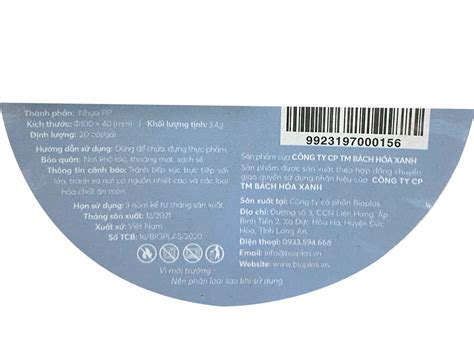 Thành phần: Nhựa PP
Kích thước: Φ100 × 40 (mm) | Khối lượng tịnh: 3.4g
Định lượng: 20 cái/gói
Hướng dẫn sử dụng: Dùng để chứa đựng thực phẩm.
Bảo quản: Nơi khô ráo, thoáng mát, sạch sẽ.
Thông tin cảnh báo: Tránh tiếp xúc trực tiếp với
lửa, tránh xa nơi có nguồn nhiệt cao và các loại
hóa chất ăn mòn.
Hạn sử dụng: 3 năm kể từ tháng sản xuất
Tháng sản xuất: 12/2021
Xuất xứ: Việt Nam
Số TCB: 16/BIOPLAS/2020
9923197000156
Sản phẩm của CÔNG TY CP TM BÁCH HÓA XANH
Sản phẩm được sản xuất theo hợp đồng chuyển
giao quyền sử dụng nhãn hiệu của CÔNG TY CP
TM BÁCH HÓA XANH
Sản xuất tại: Công ty cổ phần Bioplas
Địa chỉ: Đường số 3, CCN Liên Hưng, Ấp
Bình Tiền 2, Xã Đức Hòa Hạ, Huyện Đức
Hòa, Tỉnh Long An
Điện thoại: 0933.594.668
Email: info@bioplas.vn
Website: www.bioplas.vn
Vì môi trường
Nên phân loại sau khi sử dụng